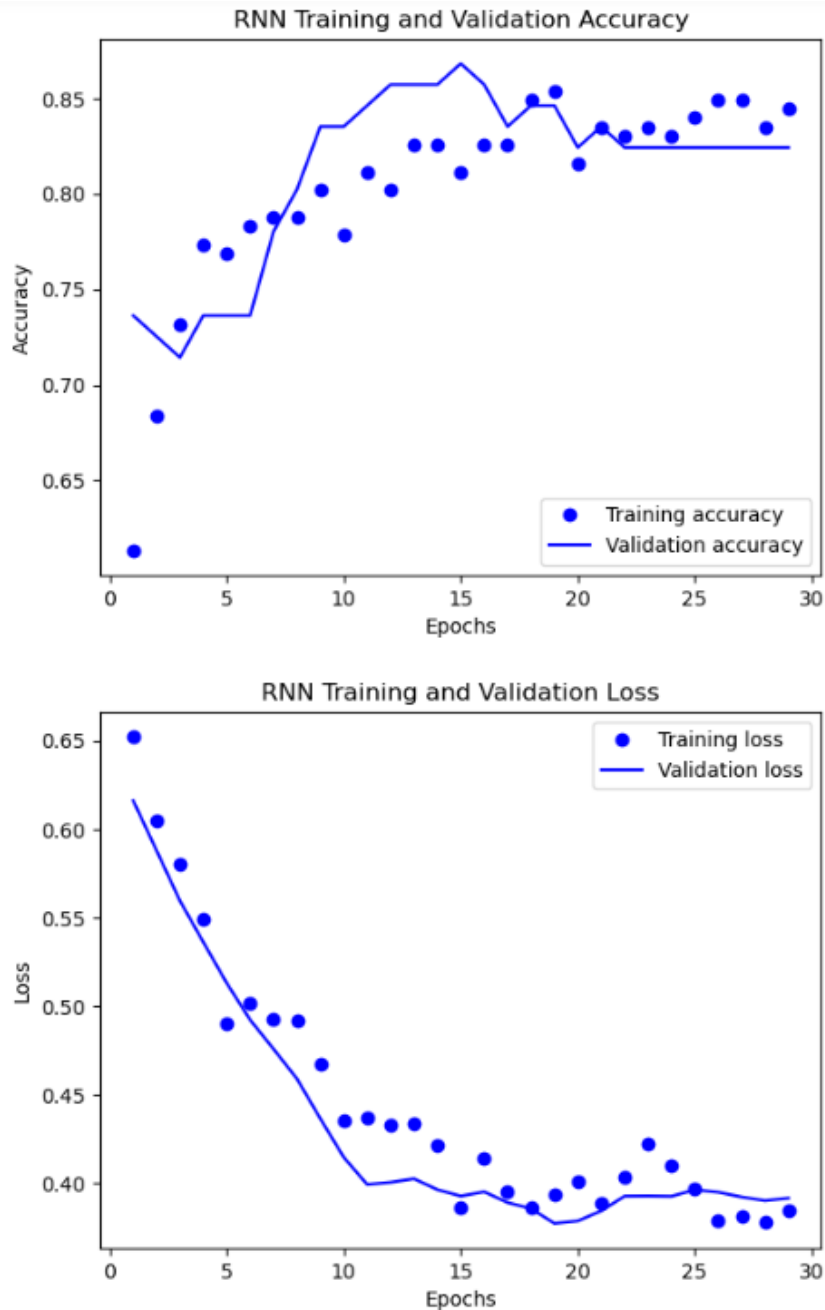 RNN Training and Validation Accuracy
0.85
0.80
0.75
0.70
0.65
Accuracy
Training accuracy
Validation accuracy
0 5 10 15 20 25 30
Epochs
RNN Training and Validation Loss
Training loss
Validation loss
0.65
0.60
0.55
0.50
0.45
0.40
Loss
0 5 10 15 20 25 30
Epochs